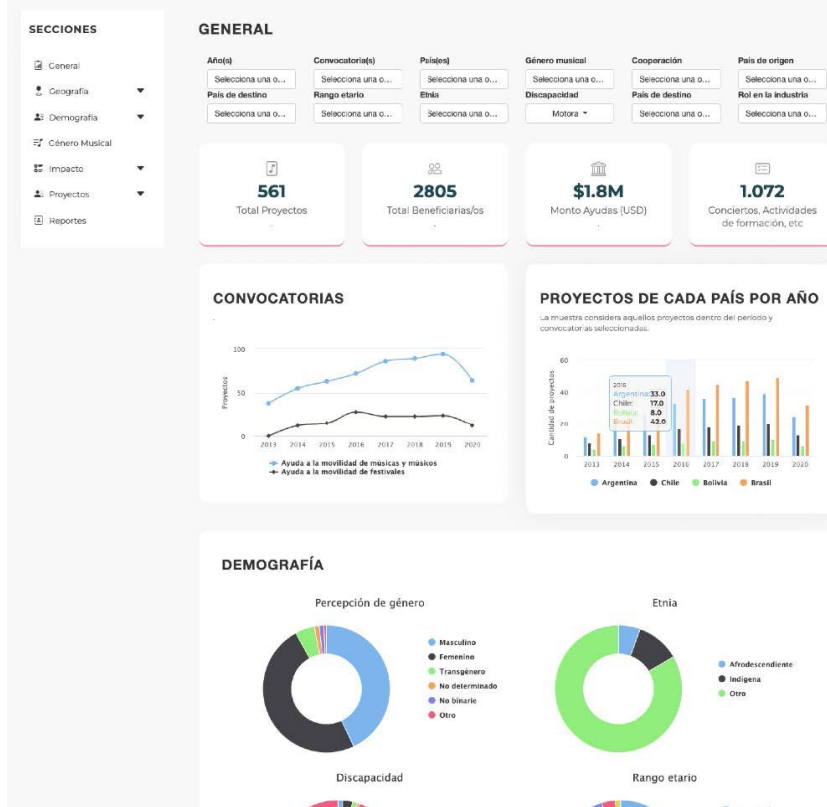 SECCIONES
General
Geografía
Demografía
Género Musical
Impacto
Proyectos
Reportes
GENERAL
Año(s)
Convocatoria(s)
País(es)
Género musical
Cooperación
País de origen
Selecciona una o...
Selecciona una o...
Selecciona una o...
Selecciona una o...
Selecciona una o...
Selecciona una o...
País de destino
Rango etario
Etnia
Discapacidad
País de destino
Rol en la industria
Selecciona una o...
Selecciona una o...
Selecciona una o...
Motora
Selecciona una o...
Selecciona una o...
561
Total Proyectos
.
2805
Total Beneficiarias/os
.
$1.8M
Monto Ayudas (USD)
.
1.072
Conciertos, Actividades
de formación, etc
CONVOCATORIAS
.
100
50
0
Proyectos
2013 2014 2015 2016 2017 2018 2019 2020
Ayuda a la movilidad de músicas y músicos
Ayuda a la movilidad de festivales
PROYECTOS DE CADA PAÍS POR AÑO
La muestra considera aquellos proyectos dentro del período y
convocatorias seleccionadas.
60
40
20
0
Cantidad de proyectos
2016
Argentina: 33.0
Chile: 17.0
Bolivia: 8.0
Brasil: 42.0
2013 2014 2015 2016 2017 2018 2019 2020
Argentina Chile Bolivia Brasil
DEMOGRAFÍA
Percepción de género
Masculino
Femenino
Transgénero
No determinado
No binarie
Otro
Etnia
Afrodescendiente
Indígena
Otro
Discapacidad
Rango etario